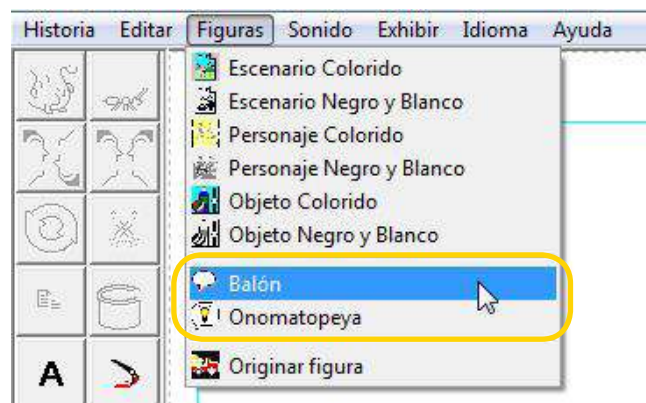 Historia Editar Figuras Sonido Exhibir Idioma Ayuda
Escenario Colorido
Escenario Negro y Blanco
Personaje Colorido
Personaje Negro y Blanco
Objeto Colorido
Objeto Negro y Blanco
Balón
Onomatopeya
Originar figura
A